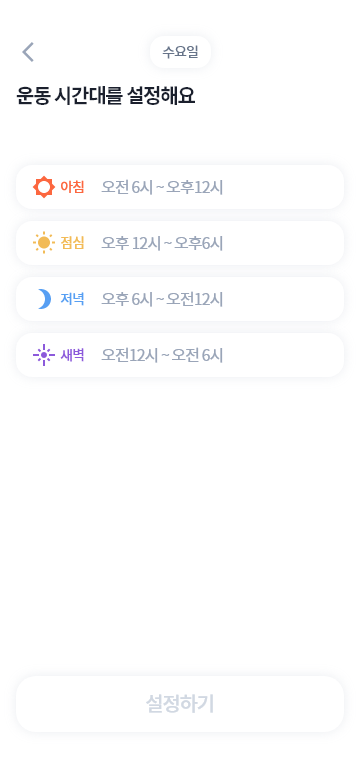 수요일
운동 시간대를 설정해요
아침 오전 6시 ~ 오후12시
점심 오후 12시 ~ 오후6시
저녁 오후 6시 ~ 오전12시
새벽 오전12시 ~ 오전 6시
설정하기